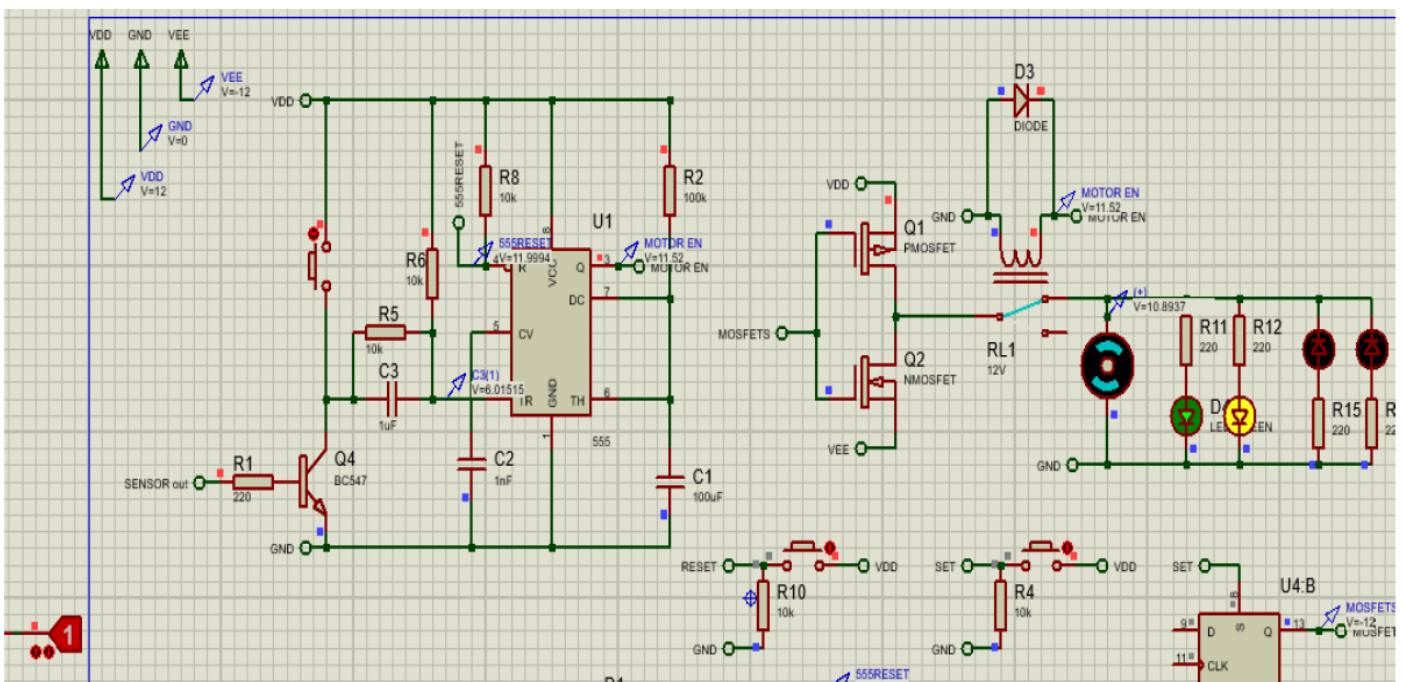 VDD GND VEE
VEE
V=-12
GND
V=0
VDD
V=12
VDD
555RESET
R8
10k
R2
100k
U1
R6
10k
555RESET
V=11.9994
MOTOR EN
V=11.52
MOTOR EN
4
R
8
VCC
Q
3
DC
7
5
CV
GND
1
TR
TH
6
555
R5
10k
C3
1uF
C3(1)
V=6.01515
SENSOR out
R1
220
Q4
BC547
C2
1nF
C1
100uF
GND
D3
DIODE
VDD
GND
MOTOR EN
V=11.52
MOTOR EN
Q1
PMOSFET
MOSFETS
Q2
NMOSFET
VEE
RL1
12V
(+)
V=10.8937
R11
220
R12
220
R15
220
R
22
GND
RESET
VDD
R10
10k
GND
SET
VDD
R4
10k
GND
SET
U4:B
8
S
9
D
Q
13
11
CLK
MOSFETS
V=-12
MOSFET
1
555RESET